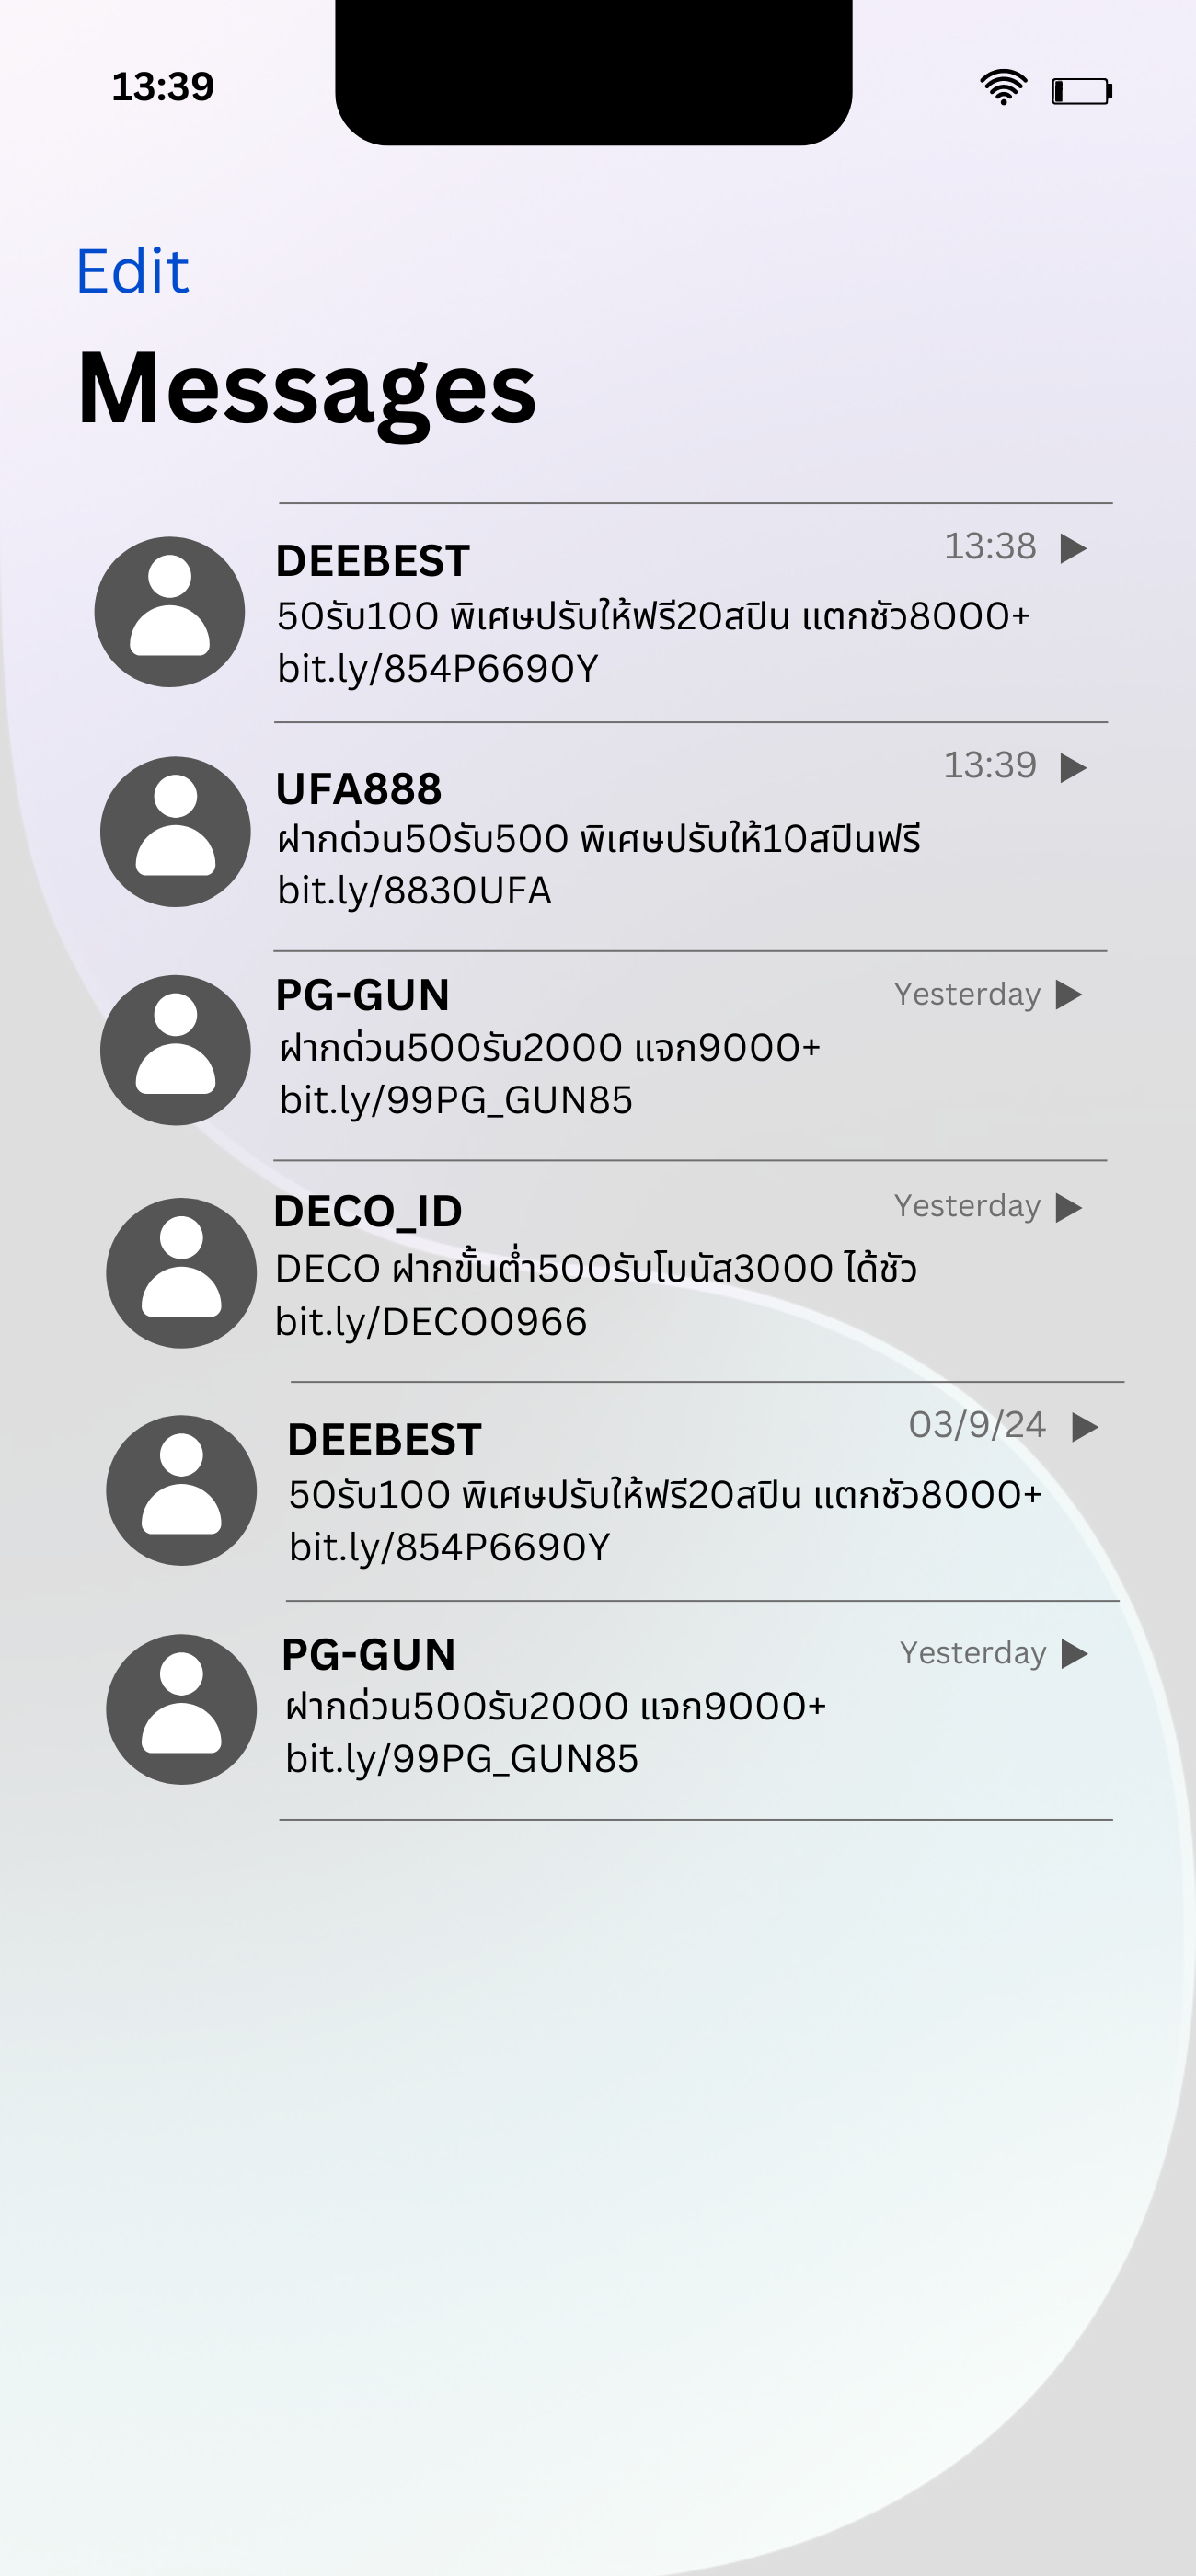 13:39
Edit
Messages
DEEBEST
13:38
50รับ100 พิเศษปรับให้ฟรี20สปิน แตกชัว8000+
bit.ly/854P6690Y
UFA888
13:39
ฝากด่วน50รับ500 พิเศษปรับให้10สปินฟรี
bit.ly/8830UFA
PG-GUN
Yesterday
ฝากด่วน500รับ2000 แจก9000+
bit.ly/99PG_GUN85
DECO_ID
Yesterday
DECO ฝากขั้นต่ำ500รับโบนัส3000 ได้ชัว
bit.ly/DECO0966
DEEBEST
03/9/24
50รับ100 พิเศษปรับให้ฟรี20สปิน แตกชัว8000+
bit.ly/854P6690Y
PG-GUN
Yesterday
ฝากด่วน500รับ2000 แจก9000+
bit.ly/99PG_GUN85